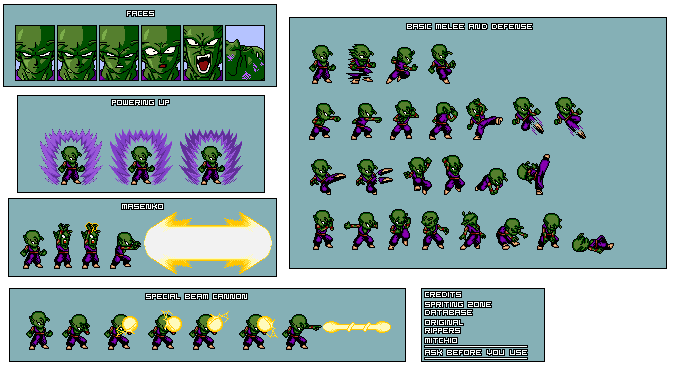 FACES
BASIC MELEE AND DEFENSE
POWERING UP
MASENKO
SPECIAL BEAM CANNON
CREDITS
SPRITING ZONE
DATABASE
ORIGINAL
RIPPERS
MITCHIO
ASK BEFORE YOU USE